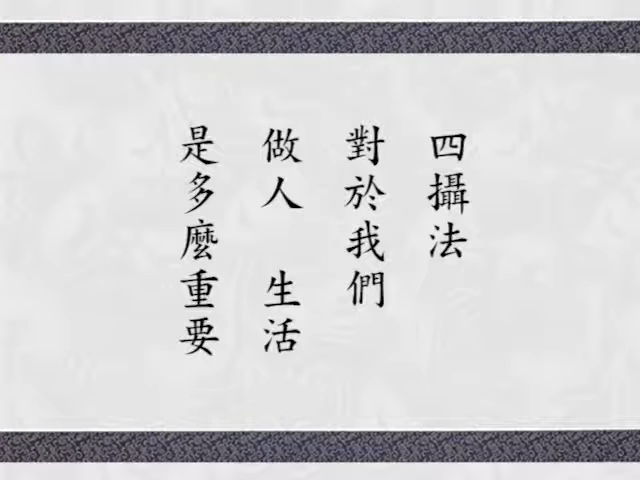 四攝法
對於我們
做人　生活
是多麼重要